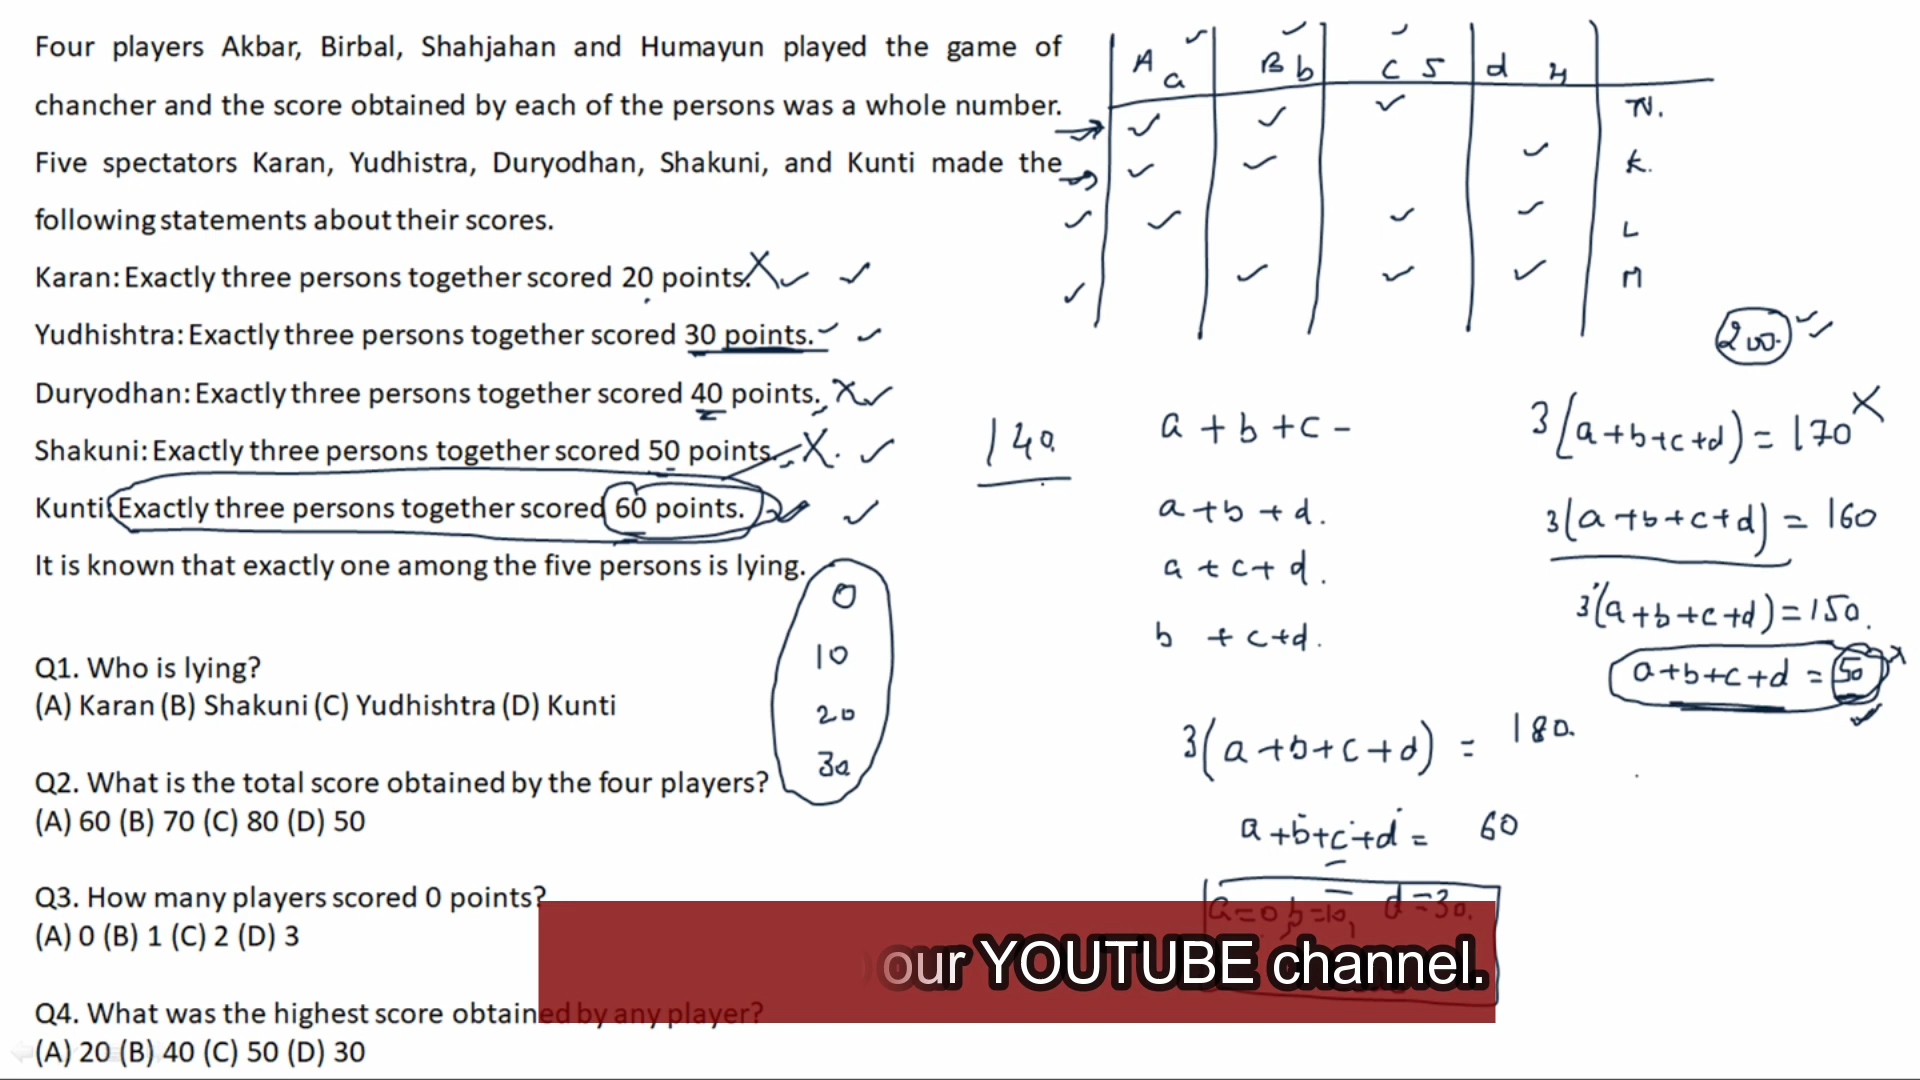 Four players Akbar, Birbal, Shahjahan and Humayun played the game of
chancher and the score obtained by each of the persons was a whole number.
Five spectators Karan, Yudhistra, Duryodhan, Shakuni, and Kunti made the
following statements about their scores.
Karan: Exactly three persons together scored 20 points.
Yudhishtra: Exactly three persons together scored 30 points.
Duryodhan: Exactly three persons together scored 40 points.
Shakuni: Exactly three persons together scored 50 points.
Kunti: Exactly three persons together scored 60 points.
It is known that exactly one among the five persons is lying.
0
10
20
30
Q1. Who is lying?
(A) Karan (B) Shakuni (C) Yudhishtra (D) Kunti
Q2. What is the total score obtained by the four players?
(A) 60 (B) 70 (C) 80 (D) 50
Q3. How many players scored 0 points?
(A) 0 (B) 1 (C) 2 (D) 3
Q4. What was the highest score obtained by any player?
(A) 20 (B) 40 (C) 50 (D) 30
A a B b C S d
N.
K.
L
M
200.
140.
a + b + c -
a + b + d.
a + c + d.
b + c + d.
3(a+b+c+d) = 180.
a+b+c+d = 60
a=0, b=10, d=30.
3(a+b+c+d) = 170 X
3(a+b+c+d) = 160
3(a+b+c+d) = 150.
a+b+c+d = 50
our YOUTUBE channel.